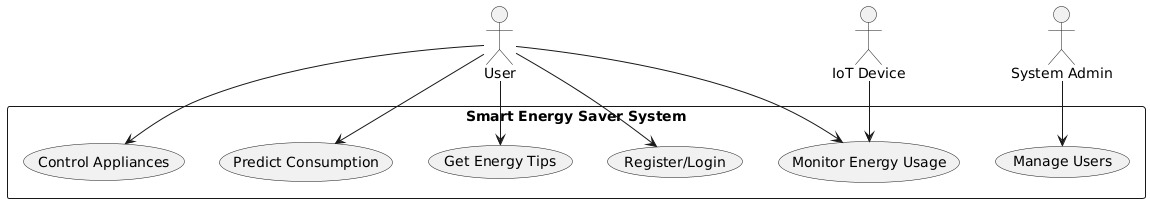 User
IoT Device
System Admin
Smart Energy Saver System
Control Appliances
Predict Consumption
Get Energy Tips
Register/Login
Monitor Energy Usage
Manage Users